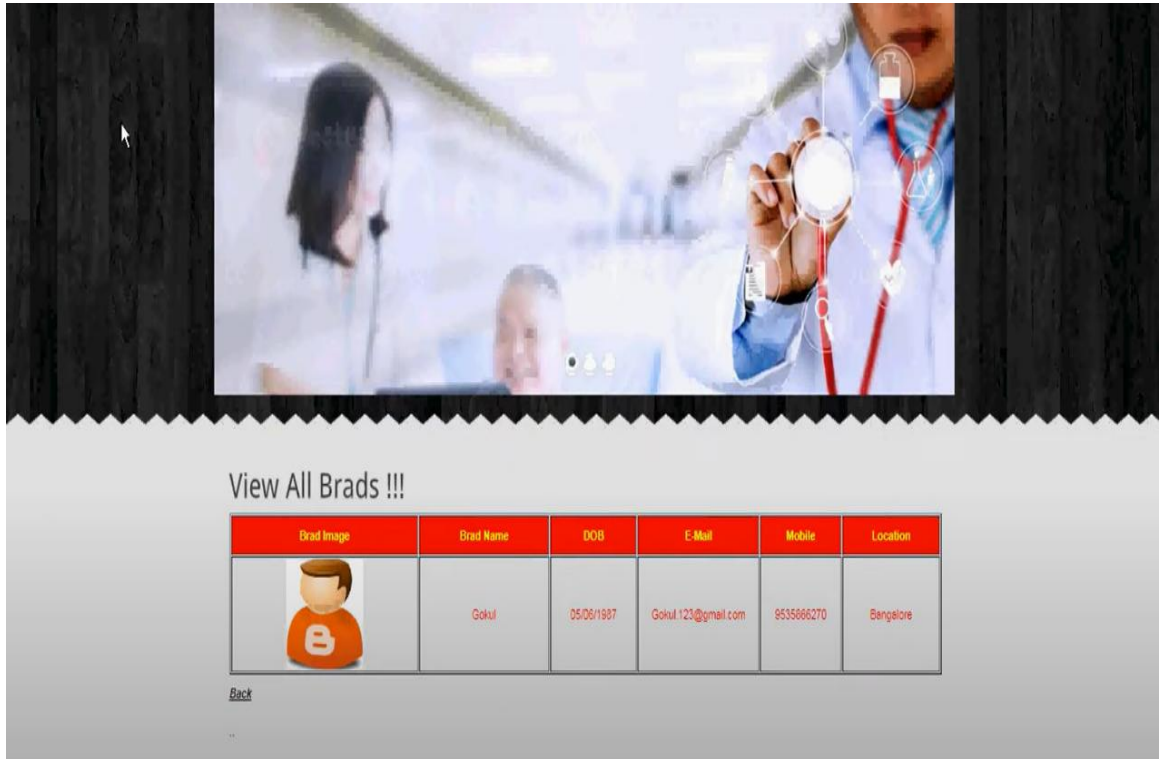 View All Brads !!!
Brad Image Brad Name DOB E-Mail Mobile Location
Gokul 05/06/1987 Gokul.123@gmail.com 9535866270 Bangalore
Back
..